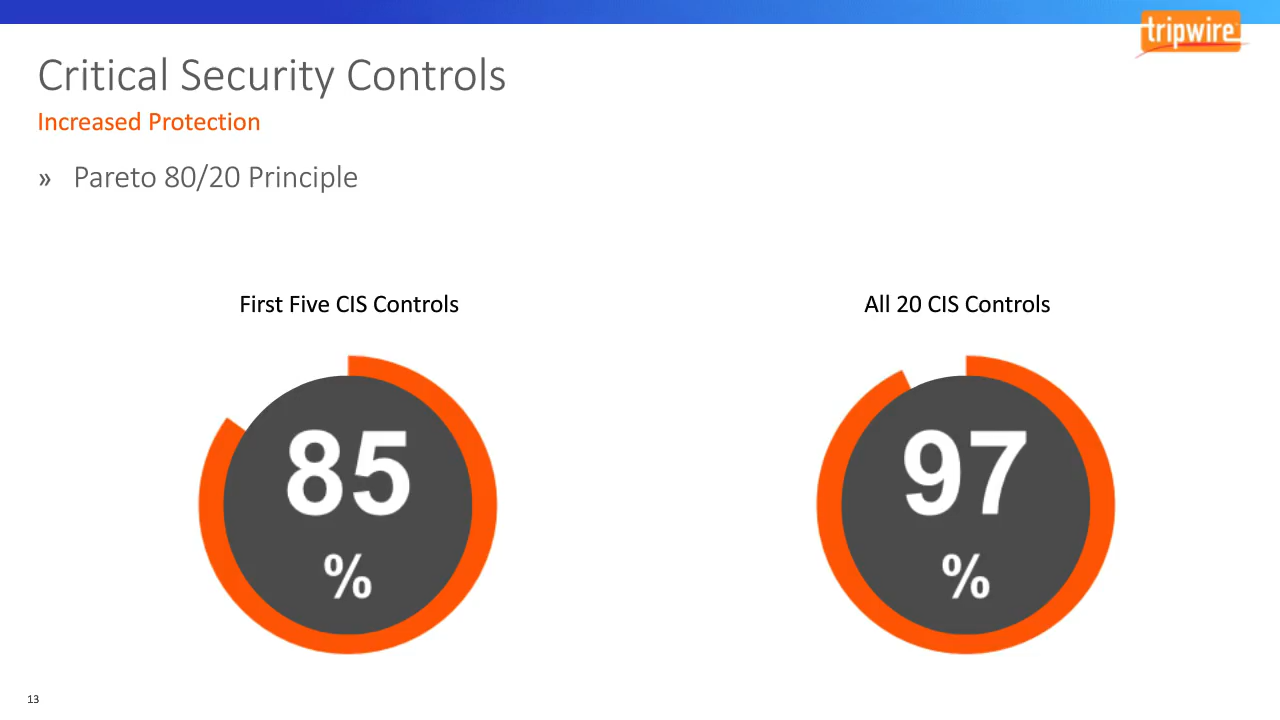 tripwire
Critical Security Controls
Increased Protection
» Pareto 80/20 Principle
First Five CIS Controls
All 20 CIS Controls
85
%
97
%
13